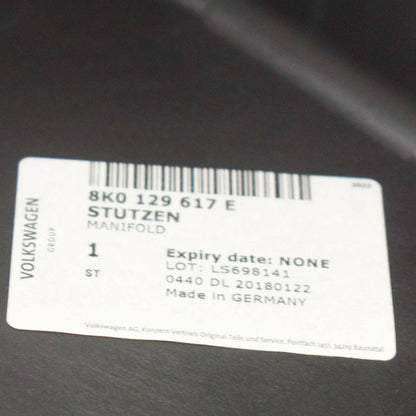 3022
8K0 129 617 E
STUTZEN
MANIFOLD
VOLKSWAGEN
GROUP
1
ST
Expiry date: NONE
LOT: LS698141
0440 DL 20180122
Made in GERMANY
Volkswagen AG, Konzern Vertrieb Original Teile und Service, Postfach 1451, 34219 Baunatal